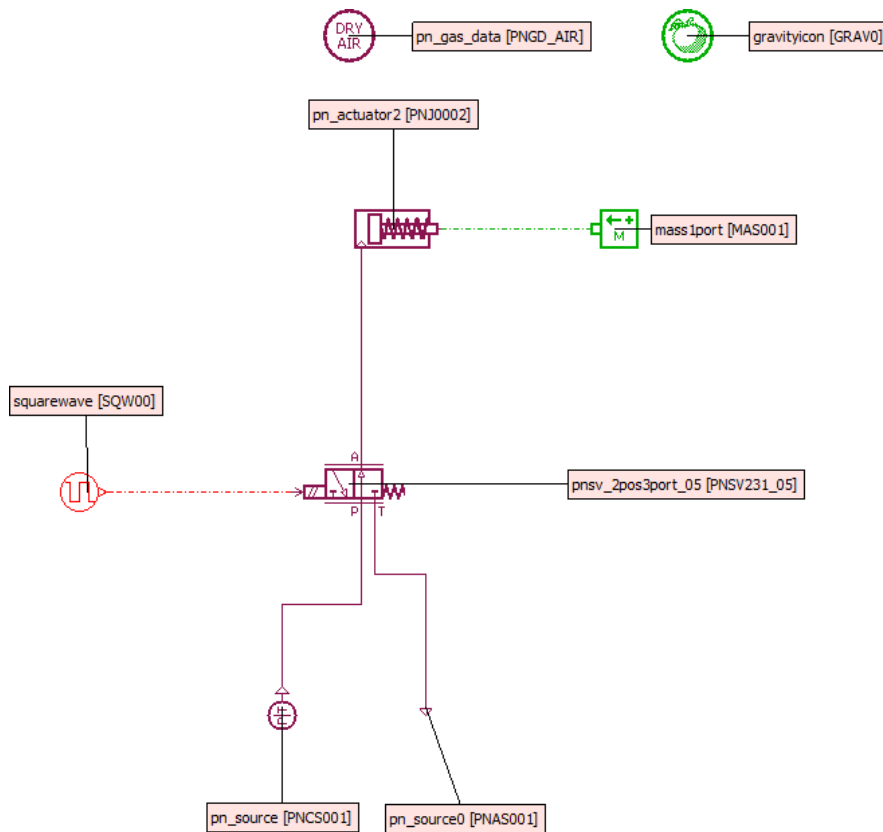 DRY
AIR
pn_gas_data [PNGD_AIR]
gravityicon [GRAV0]
pn_actuator2 [PNJ0002]
M
mass1port [MAS001]
squarewave [SQW00]
A
P T
pnsv_2pos3port_05 [PNSV231_05]
pn_source [PNCS001]
pn_source0 [PNAS001]